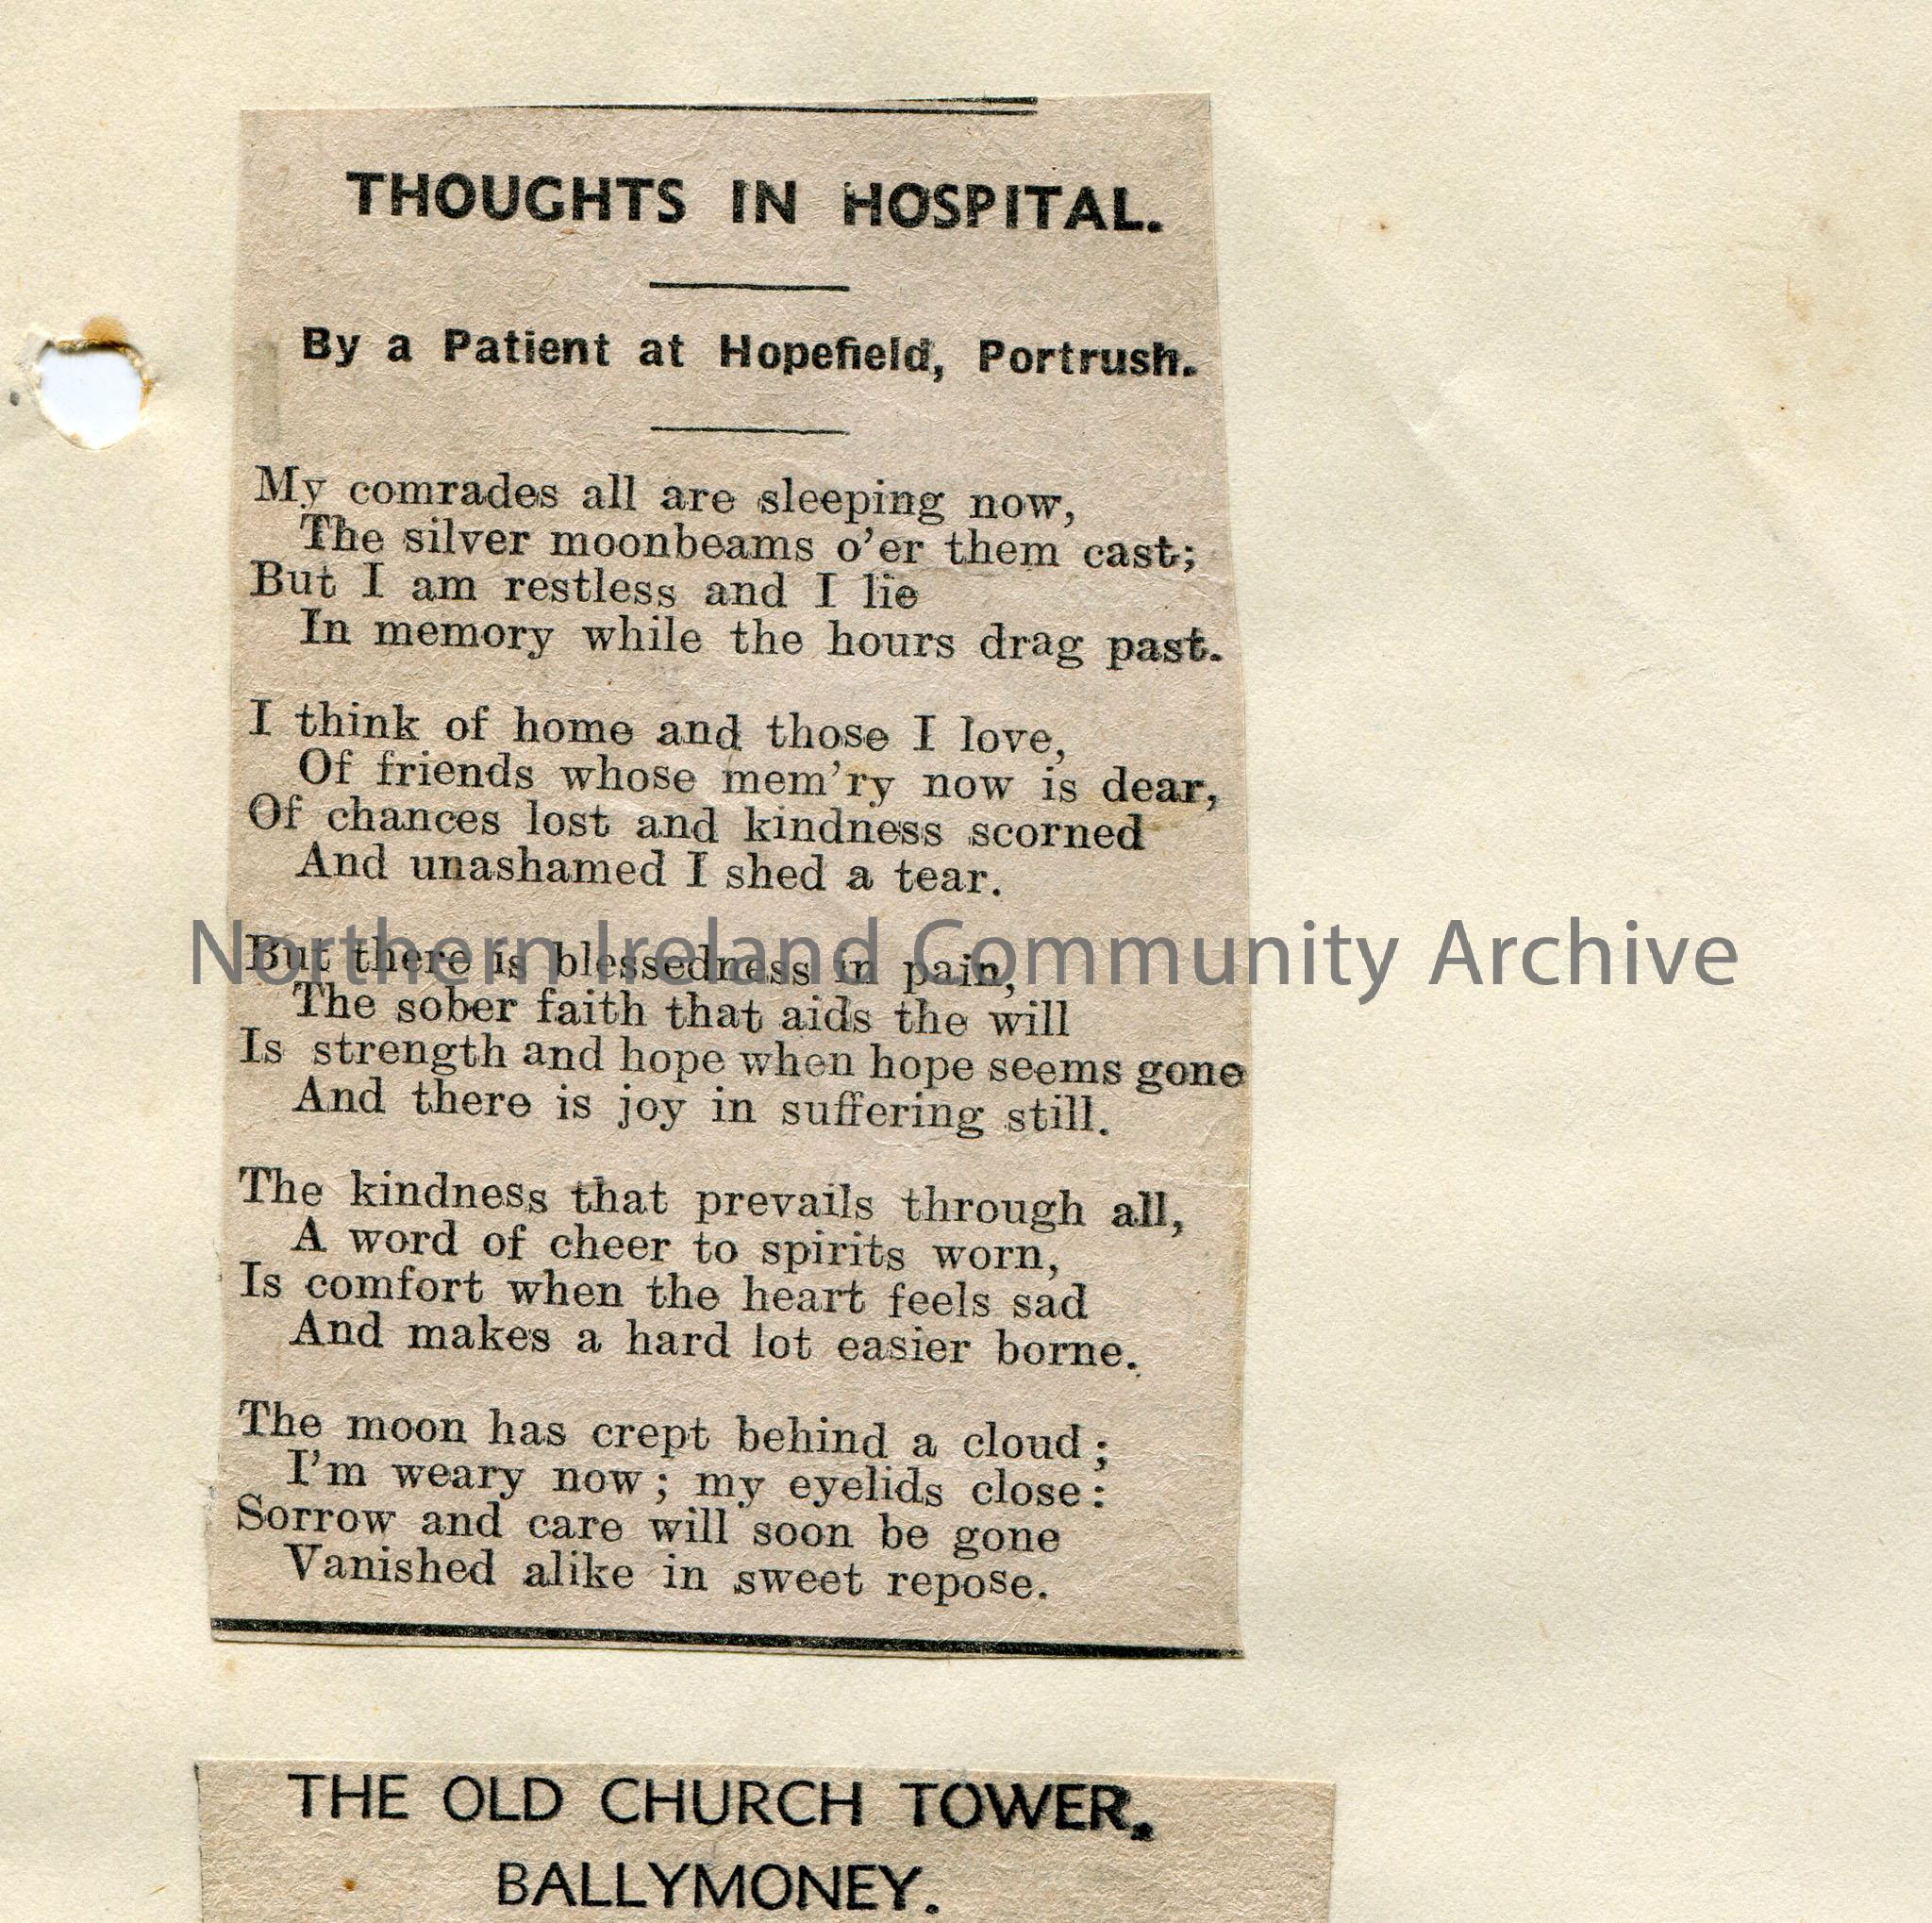 THOUGHTS IN HOSPITAL.
By a Patient at Hopefield, Portrush.
My comrades all are sleeping now,
The silver moonbeams o'er them cast;
But I am restless and I lie
In memory while the hours drag past.
I think of home and those I love,
Of friends whose mem'ry now is dear,
Of chances lost and kindness scorned
And unashamed I shed a tear.
Northern Ireland Community Archive
But there is blessedness in pain,
The sober faith that aids the will
Is strength and hope when hope seems gone
And there is joy in suffering still.
The kindness that prevails through all,
A word of cheer to spirits worn,
Is comfort when the heart feels sad
And makes a hard lot easier borne.
The moon has crept behind a cloud;
I'm weary now; my eyelids close:
Sorrow and care will soon be gone
Vanished alike in sweet repose.
THE OLD CHURCH TOWER.
BALLYMONEY.